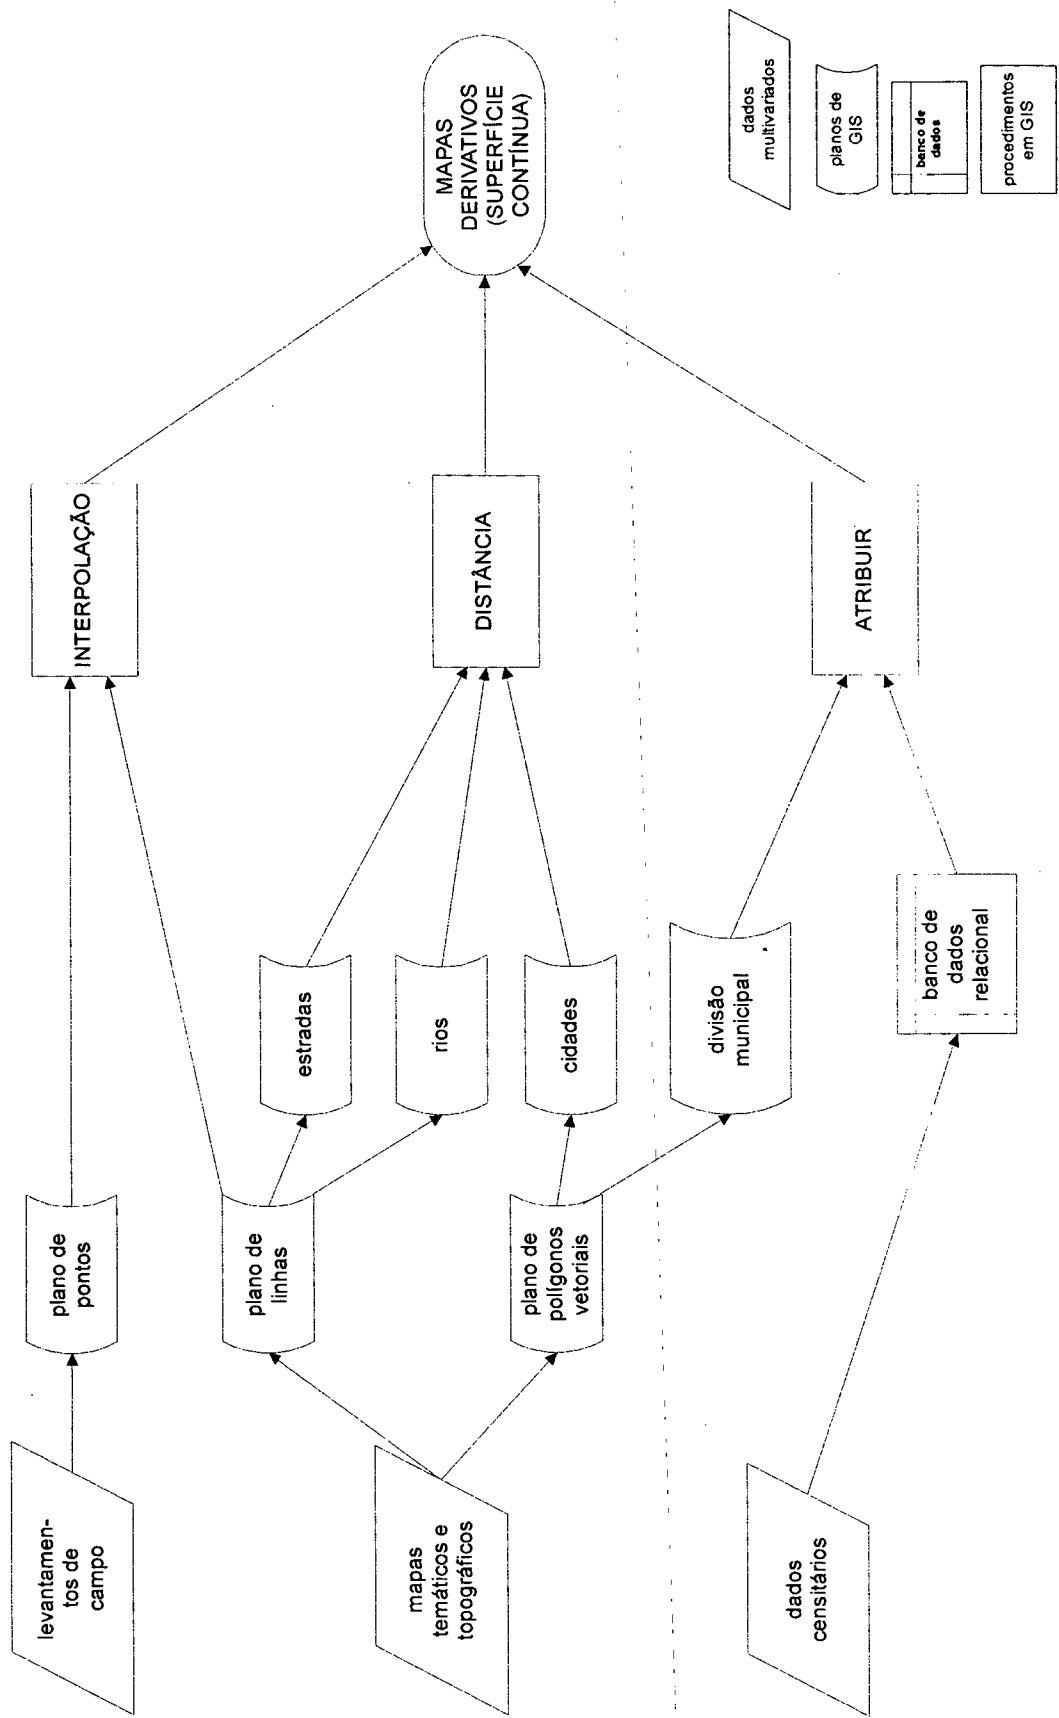 levantamen-
tos de
campo
mapas
temáticos e
topográficos
dados
censitários
plano de
pontos
plano de
linhas
plano de
polígonos
vetoriais
estradas
rios
cidades
divisão
municipal
banco de
dados
relacional
INTERPOLAÇÃO
DISTÂNCIA
ATRIBUIR
MAPAS
DERIVATIVOS
(SUPERFÍCIE
CONTÍNUA)
dados
multivariados
planos de
GIS
banco de
dados
procedimentos
em GIS